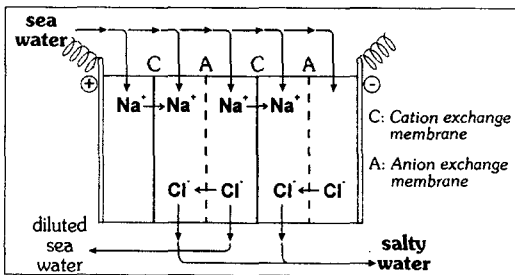 sea
water
C A C A
+ −
Na⁺ → Na⁺ Na⁺ → Na⁺
C: Cation exchange
membrane
A: Anion exchange
membrane
Cl⁻ ← Cl⁻ Cl⁻ ← Cl⁻
diluted
sea
water
salty
water